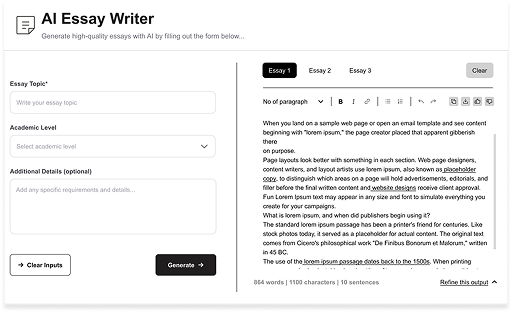 AI Essay Writer
Generate high-quality essays with AI by filling out the form below...
Essay Topic*
Write your essay topic
Academic Level
Select academic level
Additional Details (optional)
Add any specific requirements and details...
→ Clear Inputs
Generate →
Essay 1
Essay 2
Essay 3
Clear
No of paragraph
B
I
When you land on a sample web page or open an email template and see content
beginning with "lorem ipsum," the page creator placed that apparent gibberish
there
on purpose.
Page layouts look better with something in each section. Web page designers,
content writers, and layout artists use lorem ipsum, also known as placeholder
copy, to distinguish which areas on a page will hold advertisements, editorials, and
filler before the final written content and website designs receive client approval.
Fun Lorem Ipsum text may appear in any size and font to simulate everything you
create for your campaigns.
What is lorem ipsum, and when did publishers begin using it?
The standard lorem ipsum passage has been a printer's friend for centuries. Like
stock photos today, it served as a placeholder for actual content. The original text
comes from Cicero's philosophical work "De Finibus Bonorum et Malorum," written
in 45 BC.
The use of the lorem ipsum passage dates back to the 1500s. When printing
864 words | 1100 characters | 10 sentences
Refine this output